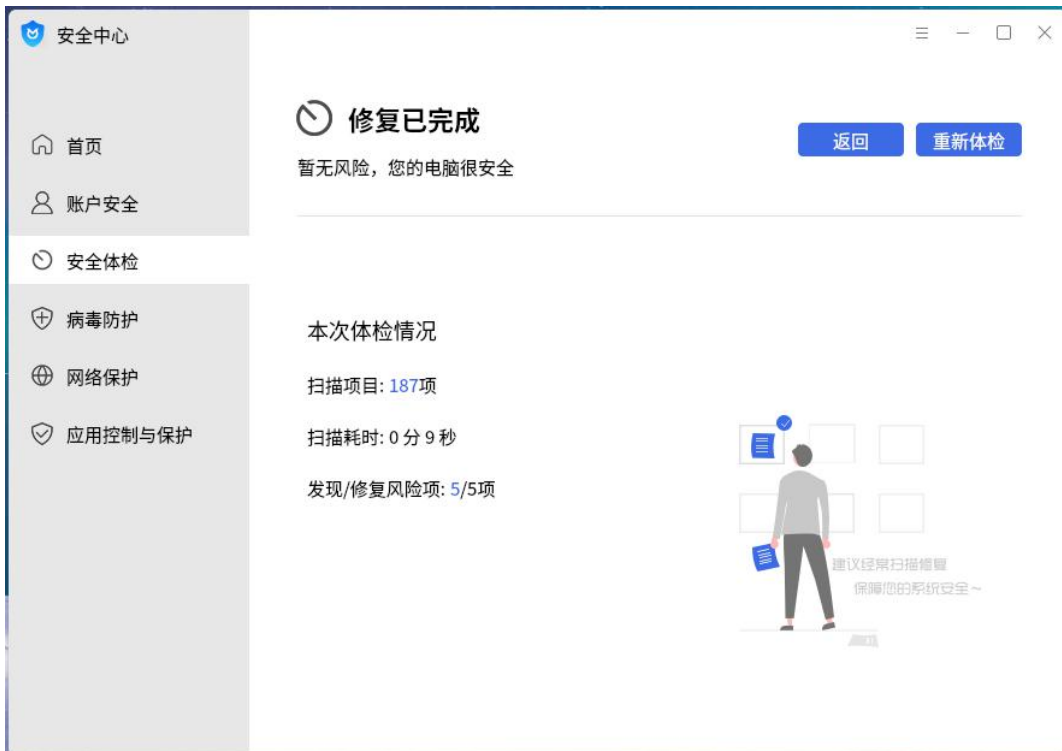 安全中心
首页
账户安全
安全体检
病毒防护
网络保护
应用控制与保护
修复已完成
暂无风险，您的电脑很安全
返回
重新体检
本次体检情况
扫描项目: 187项
扫描耗时: 0 分 9 秒
发现/修复风险项: 5/5项
建议经常扫描修复
保障您的系统安全~